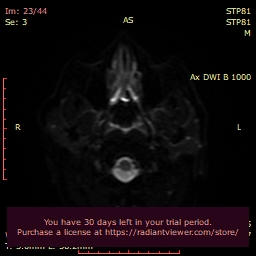 Im: 23/44
Se: 3
AS
STP81
STP81
M
Ax DWI B 1000
R
L
You have 30 days left in your trial period.
Purchase a license at https://radiantviewer.com/store/